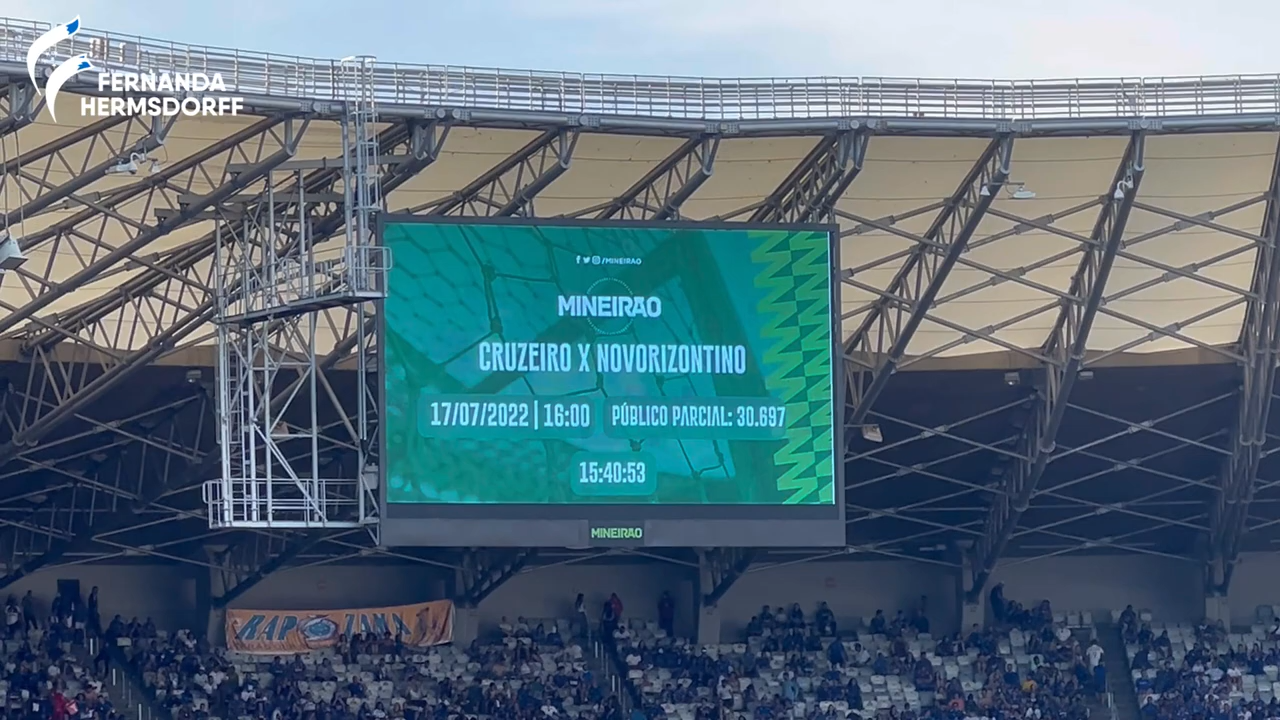 FERNANDA
HERMSDORFF
/MINEIRAO
MINEIRÃO
CRUZEIRO X NOVORIZONTINO
17/07/2022 | 16:00
PÚBLICO PARCIAL: 30.697
15:40:53
MINEIRÃO
RAPOZAMA